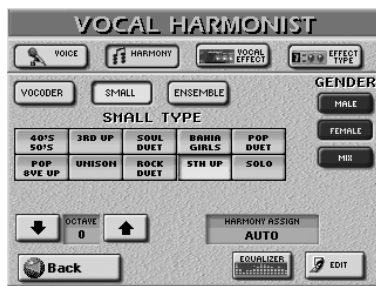 VOCAL HARMONIST
VOICE
HARMONY
VOCAL
EFFECT
EFFECT
TYPE
VOCODER
SMALL
ENSEMBLE
GENDER
MALE
FEMALE
MIX
SMALL TYPE
40'S
50'S
3RD UP
SOUL
DUET
BAHIA
GIRLS
POP
DUET
POP
8VE UP
UNISON
ROCK
DUET
5TH UP
SOLO
OCTAVE
0
HARMONY ASSIGN
AUTO
Back
EQUALIZER
EDIT